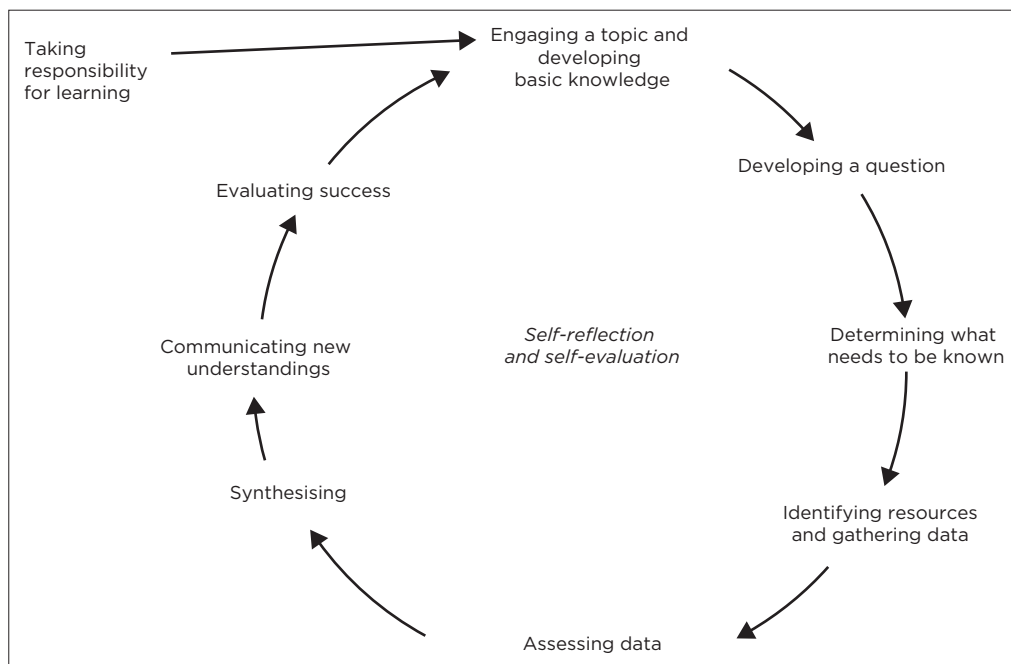 Taking
responsibility
for learning
Engaging a topic and
developing
basic knowledge
Developing a question
Determining what
needs to be known
Identifying resources
and gathering data
Assessing data
Synthesising
Communicating new
understandings
Evaluating success
Self-reflection
and self-evaluation